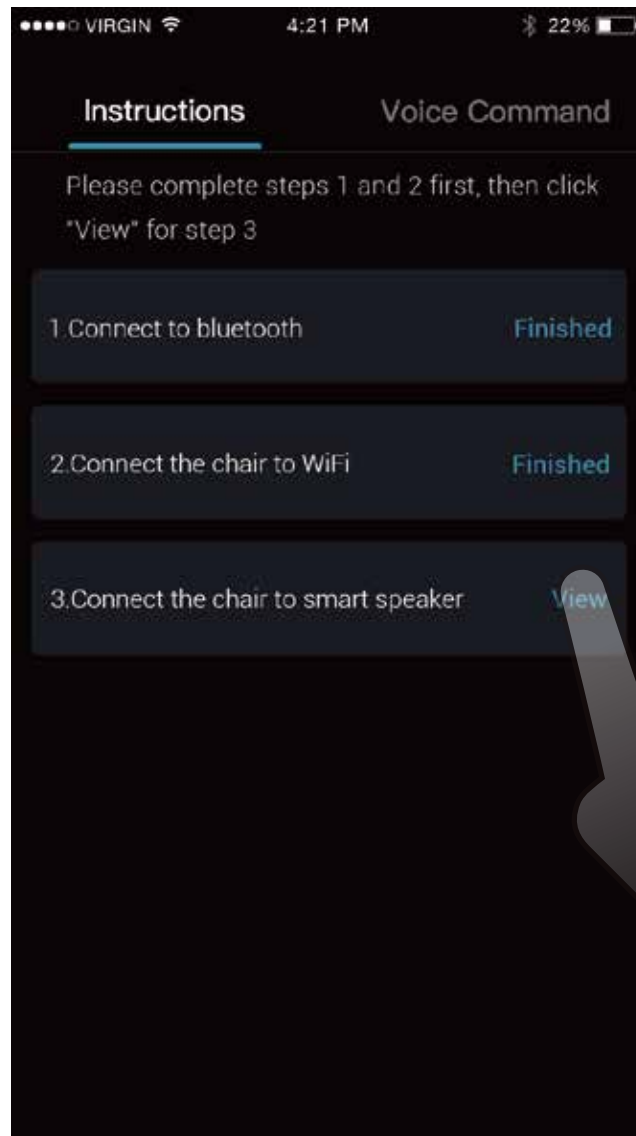 VIRGIN 4:21 PM 22%
Instructions Voice Command
Please complete steps 1 and 2 first, then click
"View" for step 3
1.Connect to bluetooth Finished
2.Connect the chair to WiFi Finished
3.Connect the chair to smart speaker View